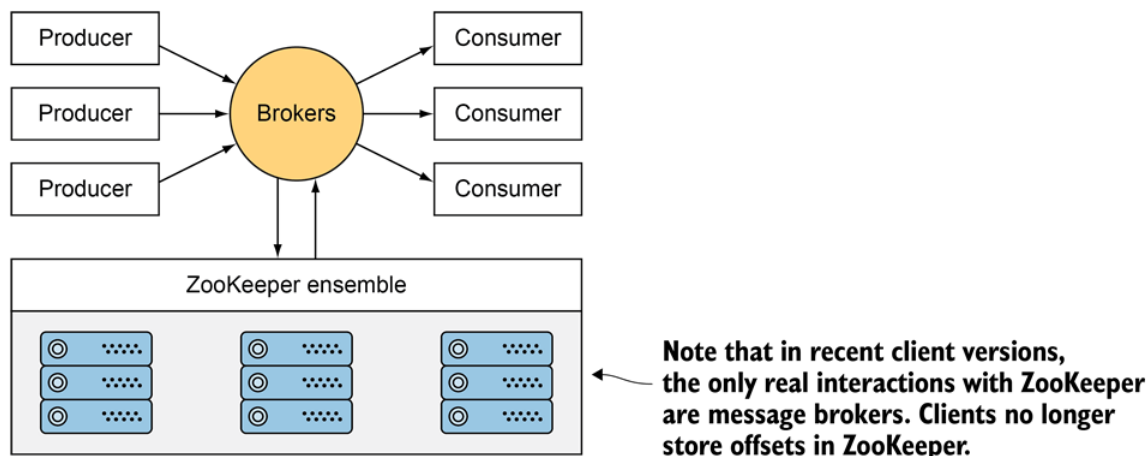 Producer
Consumer
Producer
Brokers
Consumer
Producer
Consumer
ZooKeeper ensemble
Note that in recent client versions,
the only real interactions with ZooKeeper
are message brokers. Clients no longer
store offsets in ZooKeeper.